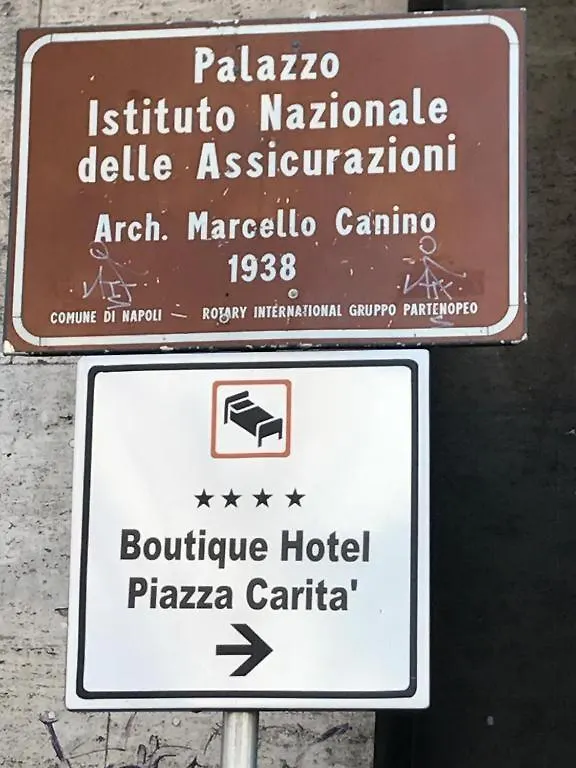 Palazzo
Istituto Nazionale
delle Assicurazioni
Arch. Marcello Canino
1938
COMUNE DI NAPOLI — ROTARY INTERNATIONAL GRUPPO PARTENOPEO
★ ★ ★ ★
Boutique Hotel
Piazza Carita'
→